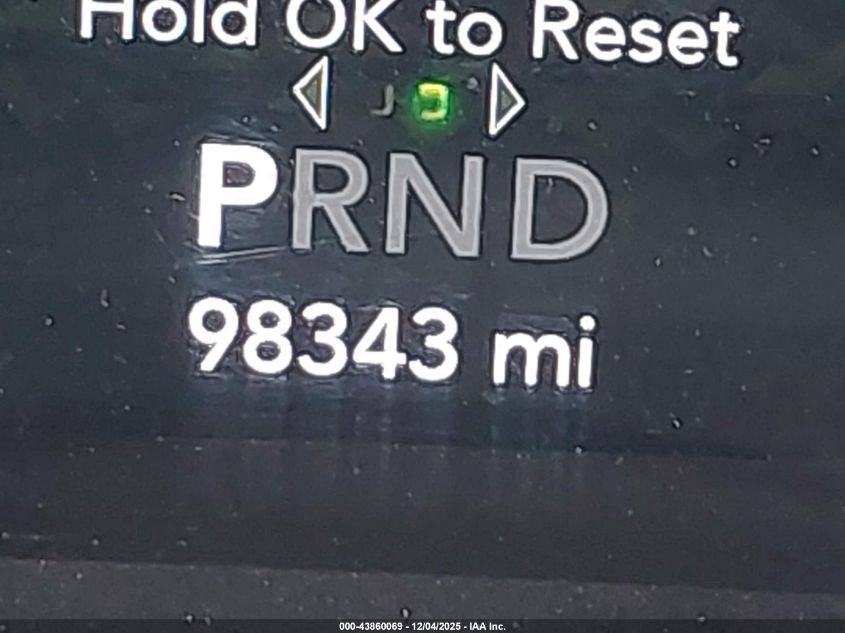 Hold OK to Reset
PRND
98343 mi
000-43860069 - 12/04/2025 - IAA Inc.